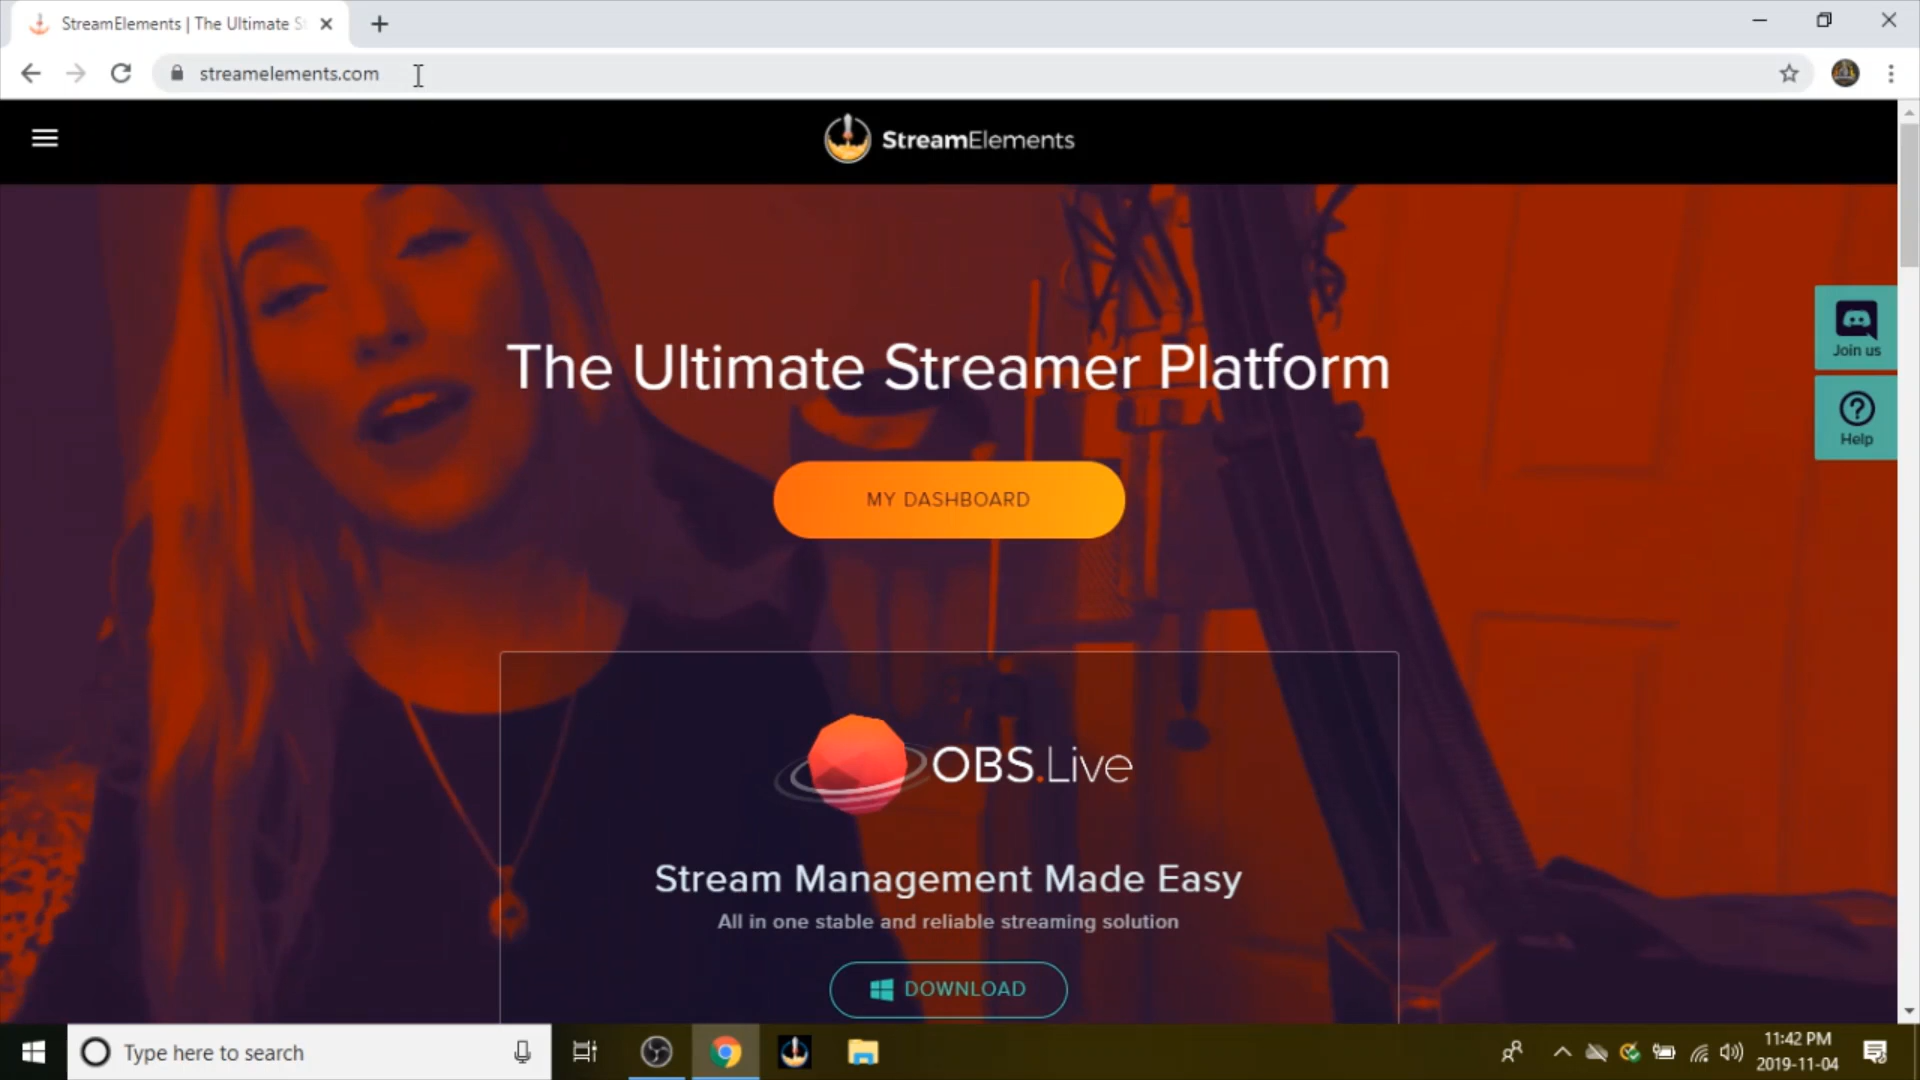 StreamElements | The Ultimate S
streamelements.com
StreamElements
The Ultimate Streamer Platform
Join us
Help
MY DASHBOARD
OBS.Live
Stream Management Made Easy
All in one stable and reliable streaming solution
DOWNLOAD
Type here to search
11:42 PM
2019-11-04